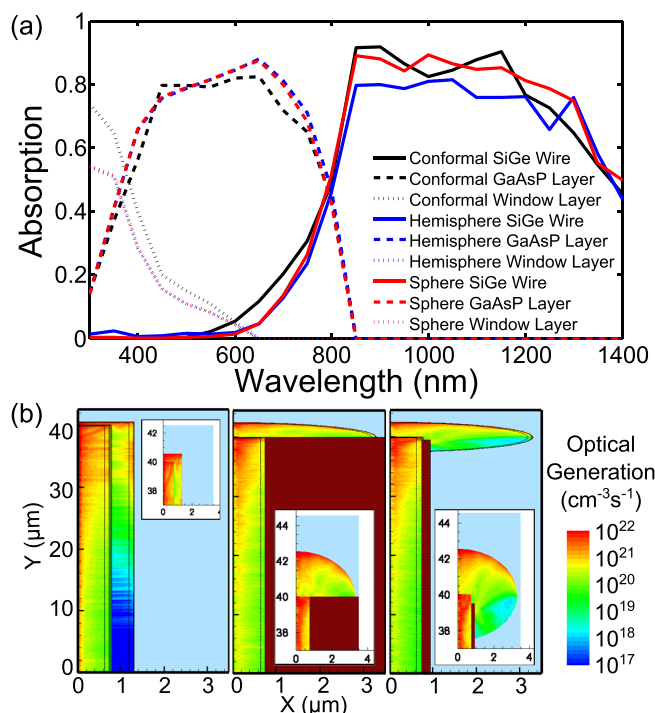 (a)
Absorption
1
0.8
0.6
0.4
0.2
0
400 600 800 1000 1200 1400
Wavelength (nm)
Conformal SiGe Wire
Conformal GaAsP Layer
Conformal Window Layer
Hemisphere SiGe Wire
Hemisphere GaAsP Layer
Hemisphere Window Layer
Sphere SiGe Wire
Sphere GaAsP Layer
Sphere Window Layer
(b)
Y (μm)
40
30
20
10
0
0 1 2 3
0 1 2 3
0 1 2 3
X (μm)
42
40
38
0 2 4
44
42
40
38
0 2 4
44
42
40
38
0 2 4
Optical
Generation
(cm-3s-1)
10²²
10²¹
10²⁰
10¹⁹
10¹⁸
10¹⁷